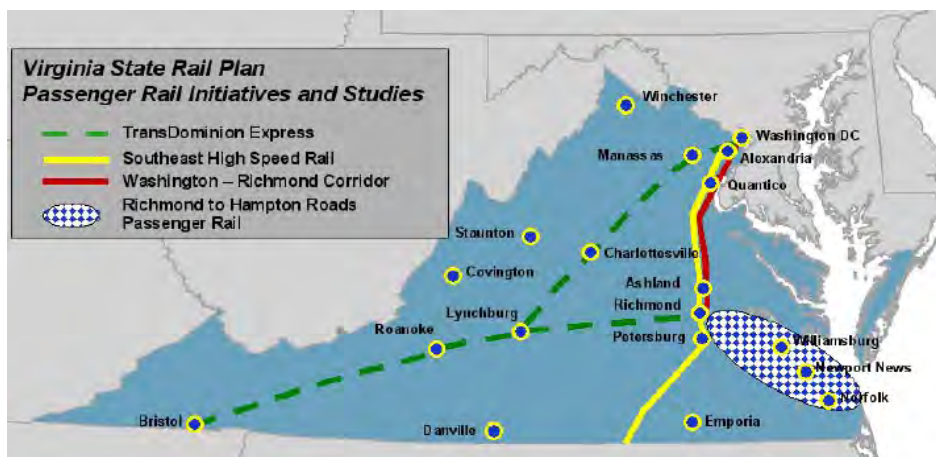 Virginia State Rail Plan
Passenger Rail Initiatives and Studies
TransDominion Express
Southeast High Speed Rail
Washington – Richmond Corridor
Richmond to Hampton Roads
Passenger Rail
Winchester
Washington DC
Manassas
Alexandria
Quantico
Staunton
Charlottesville
Covington
Ashland
Lynchburg
Richmond
Roanoke
Petersburg
Williamsburg
Newport News
Norfolk
Bristol
Danville
Emporia